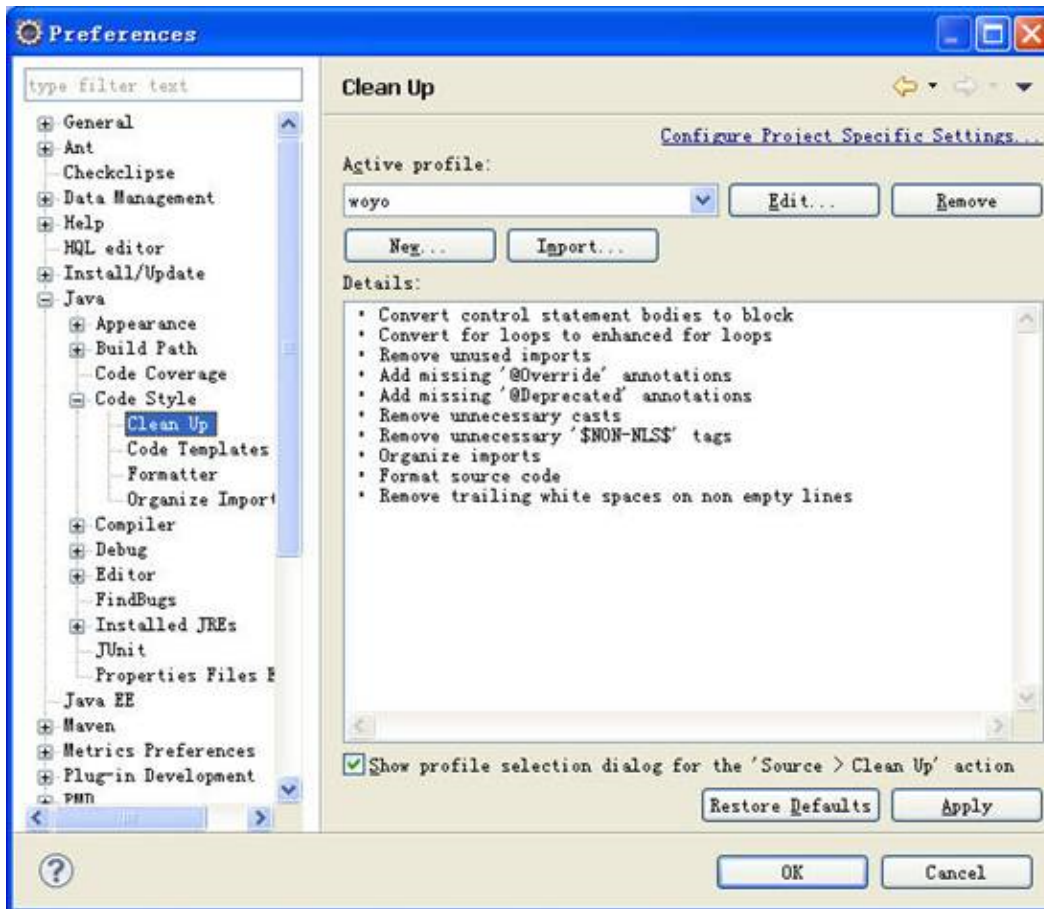 Preferences
type filter text
General
Ant
Checkclipse
Data Management
Help
HQL editor
Install/Update
Java
Appearance
Build Path
Code Coverage
Code Style
Clean Up
Code Templates
Formatter
Organize Import
Compiler
Debug
Editor
FindBugs
Installed JREs
JUnit
Properties Files E
Java EE
Maven
Metrics Preferences
Plug-in Development
PMD
Clean Up
Configure Project Specific Settings...
Active profile:
woyo
Edit...
Remove
New...
Import...
Details:
• Convert control statement bodies to block
• Convert for loops to enhanced for loops
• Remove unused imports
• Add missing '@Override' annotations
• Add missing '@Deprecated' annotations
• Remove unnecessary casts
• Remove unnecessary '$NON-NLS$' tags
• Organize imports
• Format source code
• Remove trailing white spaces on non empty lines
Show profile selection dialog for the 'Source > Clean Up' action
Restore Defaults
Apply
?
OK
Cancel